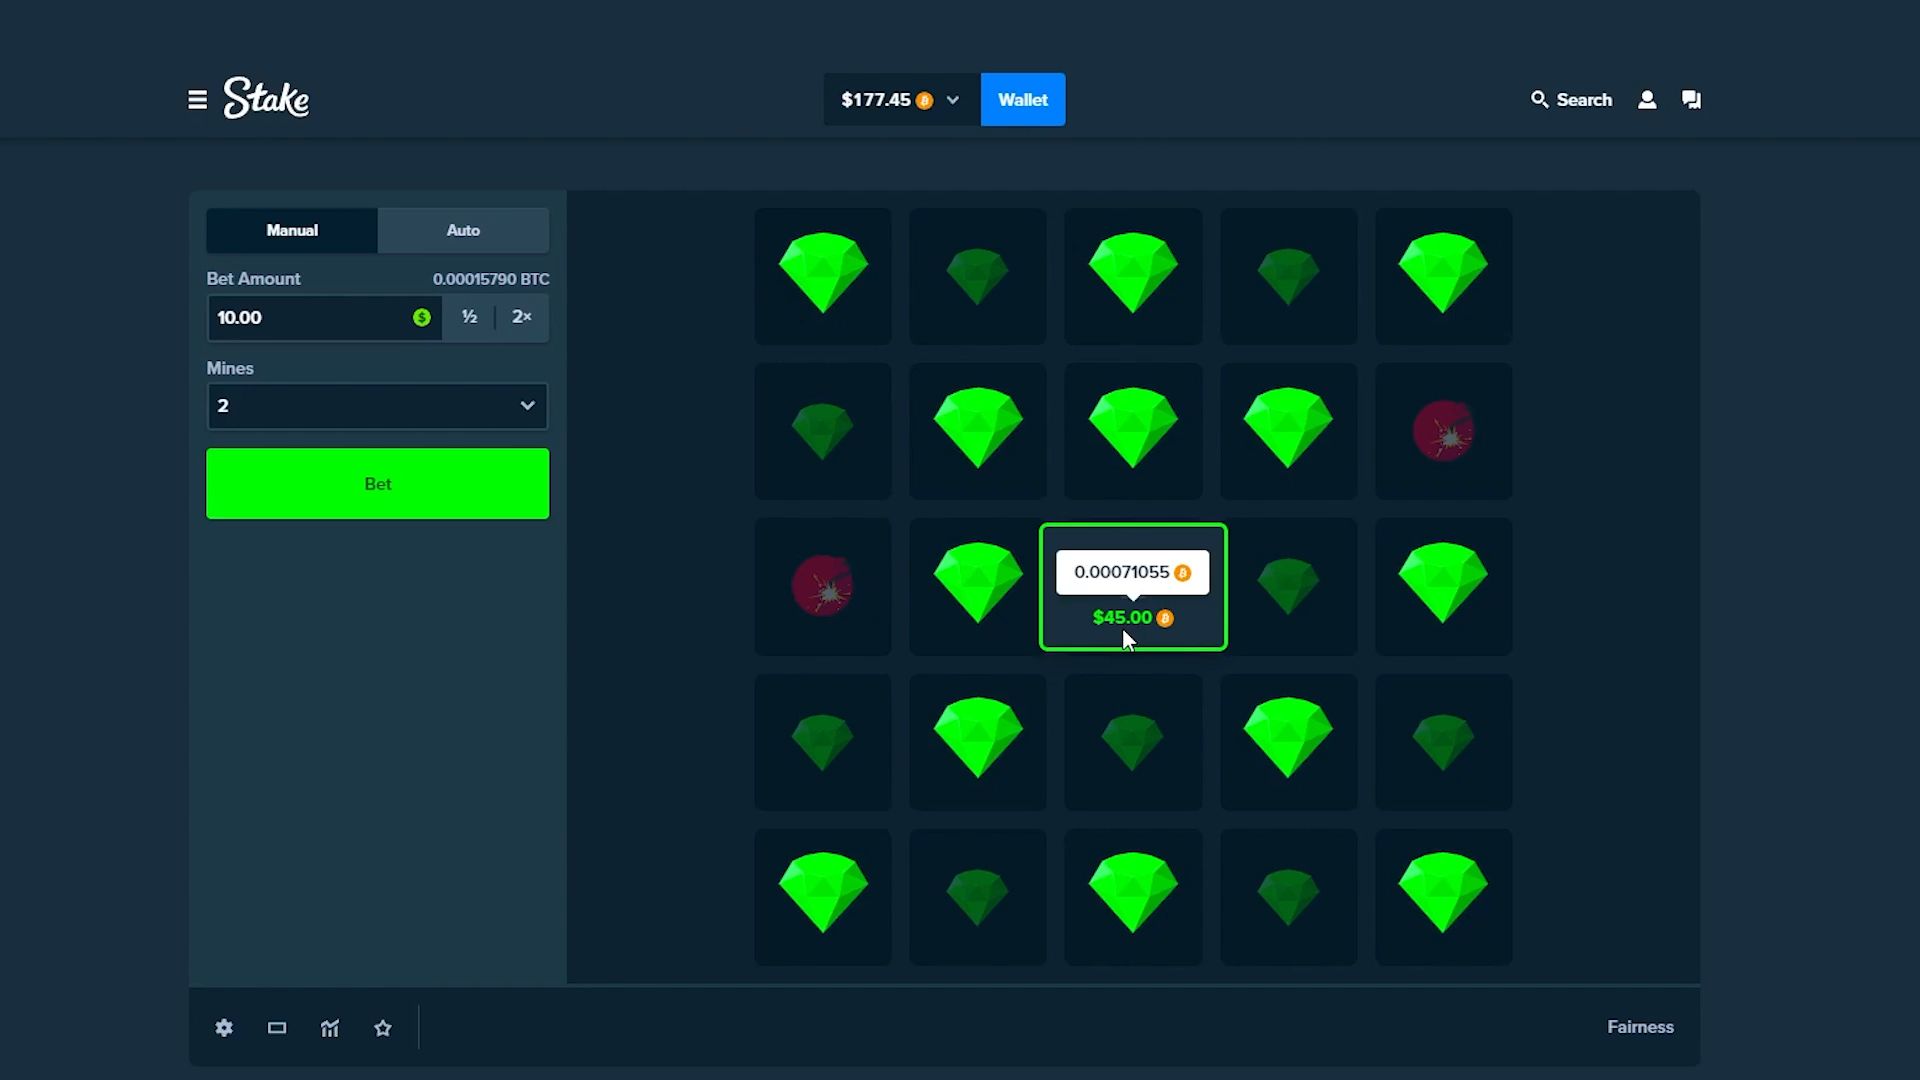 Stake
$177.45
Wallet
Search
Manual
Auto
Bet Amount
0.00015790 BTC
10.00
½
2×
Mines
2
Bet
0.00071055
$45.00
Fairness